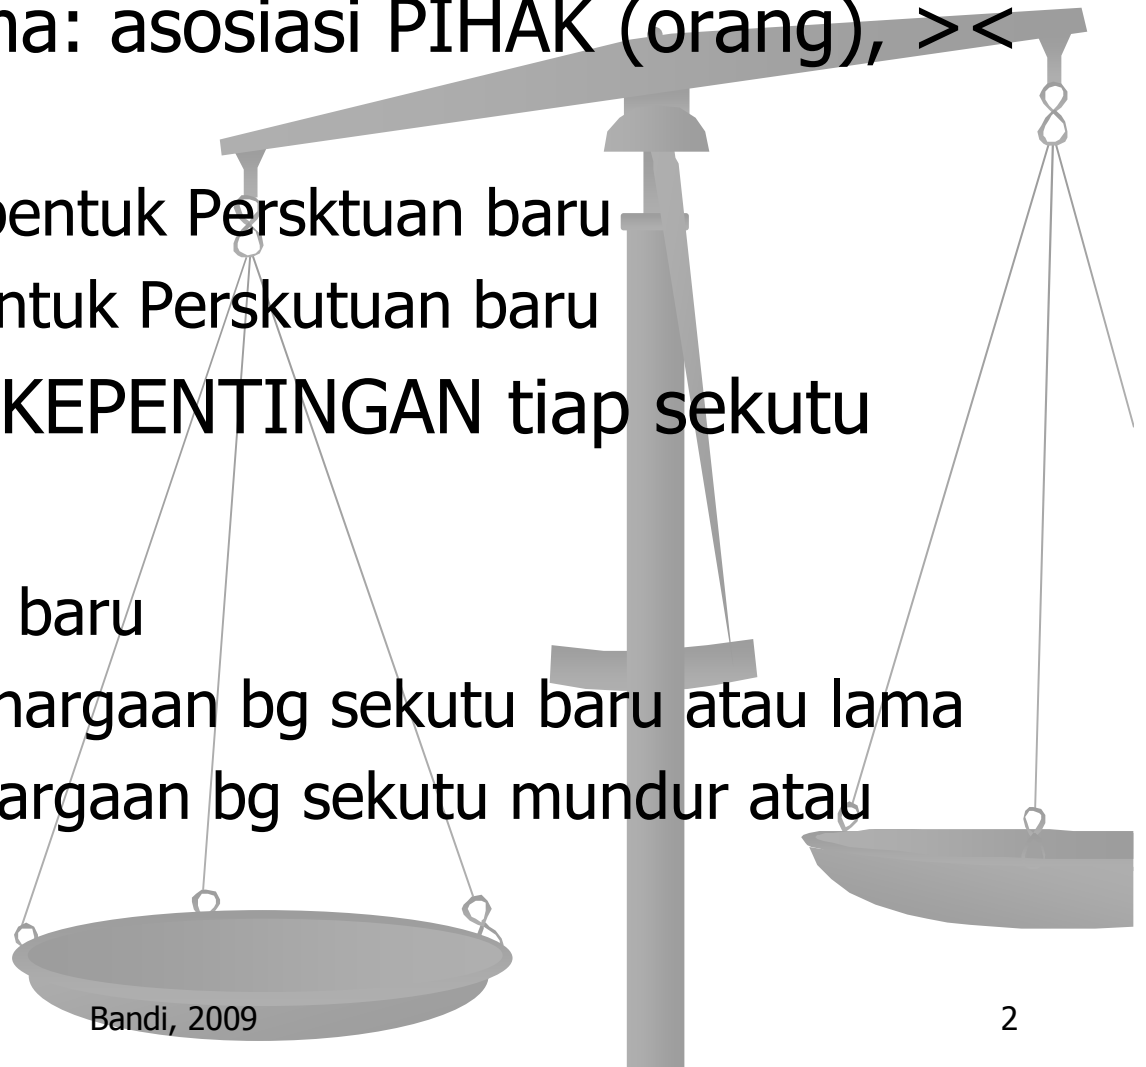 na: asosiasi PIHAK (orang), ><
bentuk Persktuan baru
ntuk Perskutuan baru
KEPENTINGAN tiap sekutu
baru
hargaan bg sekutu baru atau lama
argaan bg sekutu mundur atau
Bandi, 2009
2